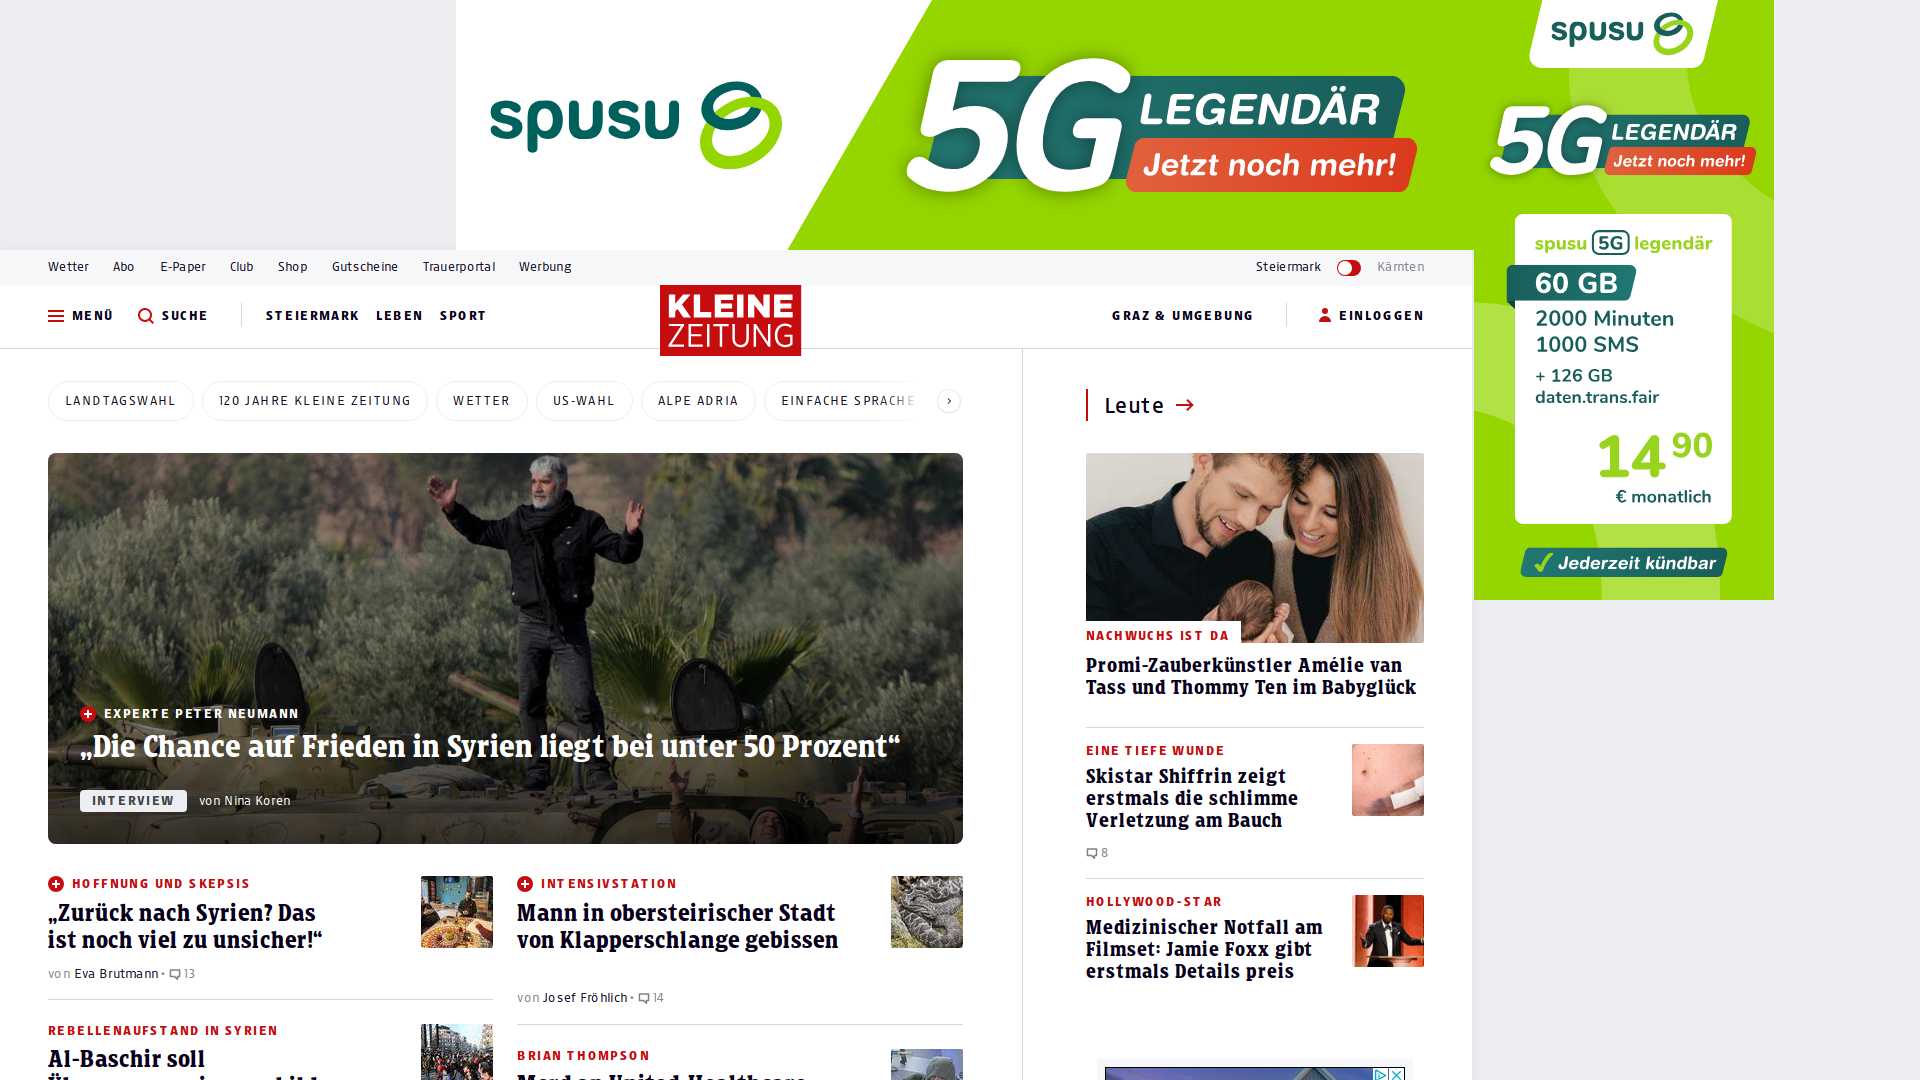 spusu
5G LEGENDÄR
Jetzt noch mehr!
spusu
5G LEGENDÄR
Jetzt noch mehr!
spusu 5G legendär
60 GB
2000 Minuten
1000 SMS
+ 126 GB
daten.trans.fair
14 90
€ monatlich
Jederzeit kündbar
Wetter Abo E-Paper Club Shop Gutscheine Trauerportal Werbung
Steiermark Kärnten
MENÜ SUCHE STEIERMARK LEBEN SPORT
KLEINE
ZEITUNG
GRAZ & UMGEBUNG EINLOGGEN
LANDTAGSWAHL 120 JAHRE KLEINE ZEITUNG WETTER US-WAHL ALPE ADRIA EINFACHE SPRACHE
EXPERTE PETER NEUMANN
„Die Chance auf Frieden in Syrien liegt bei unter 50 Prozent“
INTERVIEW von Nina Koren
HOFFNUNG UND SKEPSIS
„Zurück nach Syrien? Das
ist noch viel zu unsicher!“
von Eva Brutmann • 13
REBELLENAUFSTAND IN SYRIEN
Al-Baschir soll
INTENSIVSTATION
Mann in obersteirischer Stadt
von Klapperschlange gebissen
von Josef Fröhlich • 14
BRIAN THOMPSON
Mord an United-Healthcare-
Leute
NACHWUCHS IST DA
Promi-Zauberkünstler Amélie van
Tass und Thommy Ten im Babyglück
EINE TIEFE WUNDE
Skistar Shiffrin zeigt
erstmals die schlimme
Verletzung am Bauch
8
HOLLYWOOD-STAR
Medizinischer Notfall am
Filmset: Jamie Foxx gibt
erstmals Details preis